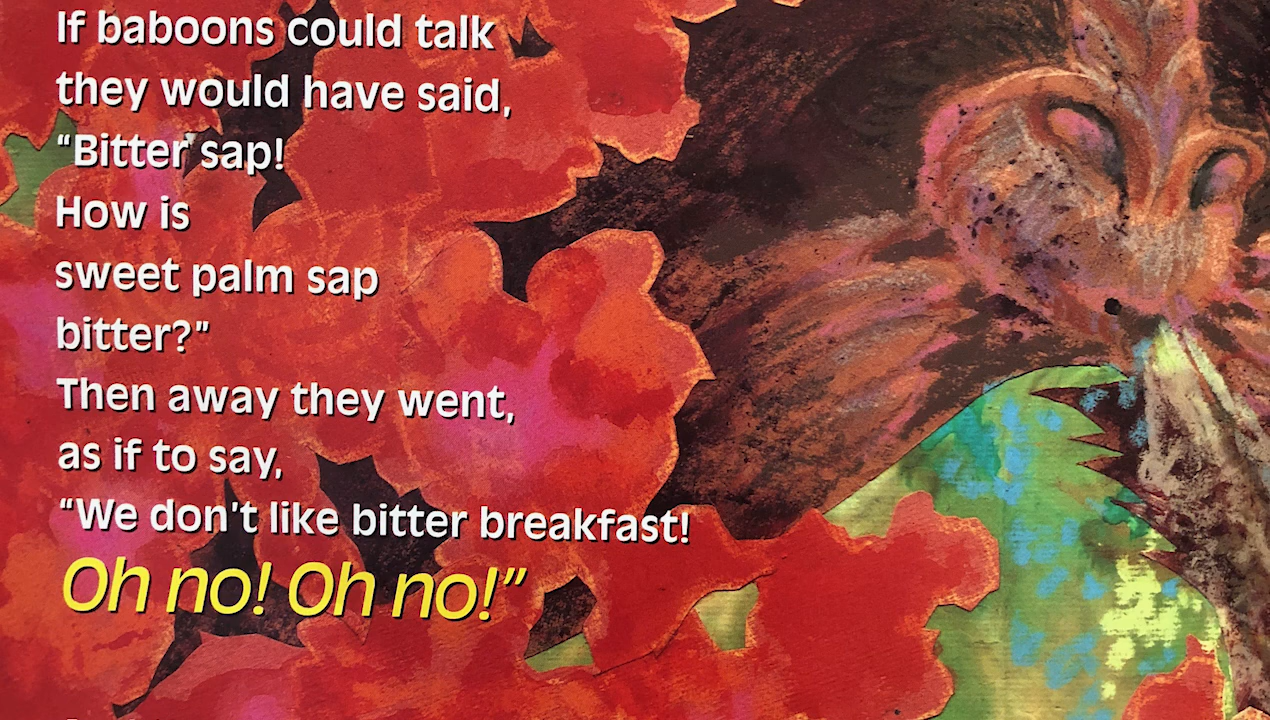 If baboons could talk
they would have said,
“Bitter sap!
How is
sweet palm sap
bitter?”
Then away they went,
as if to say,
“We don't like bitter breakfast!
Oh no! Oh no!”